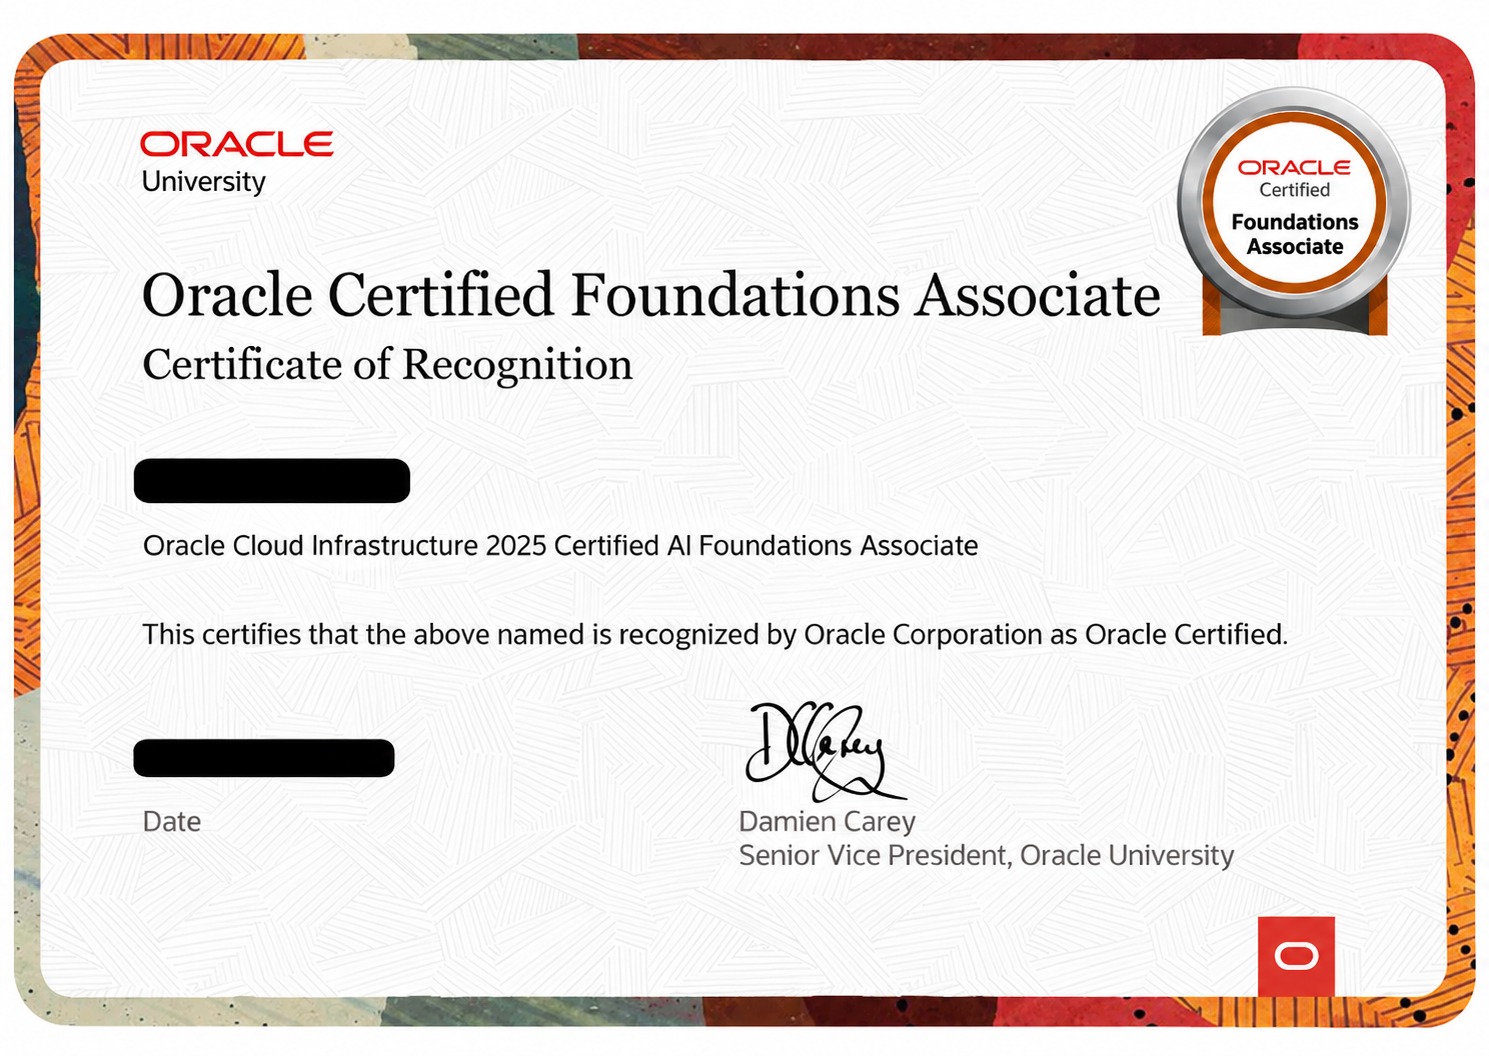 ORACLE
University
ORACLE
Certified
Foundations
Associate
Oracle Certified Foundations Associate
Certificate of Recognition
Oracle Cloud Infrastructure 2025 Certified AI Foundations Associate
This certifies that the above named is recognized by Oracle Corporation as Oracle Certified.
DCCarey
Date
Damien Carey
Senior Vice President, Oracle University